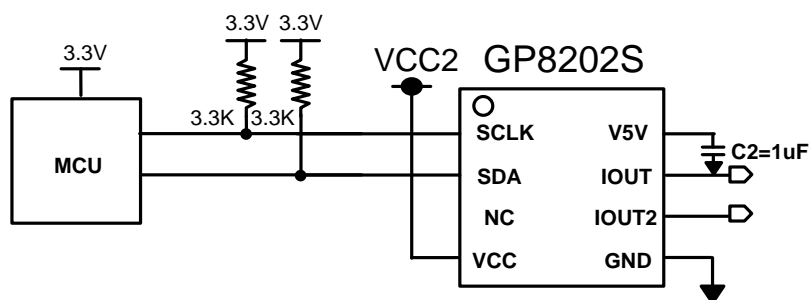 3.3V 3.3V
3.3V
VCC2 GP8202S
3.3K 3.3K
MCU
SCLK V5V
C2=1uF
SDA IOUT
NC IOUT2
VCC GND